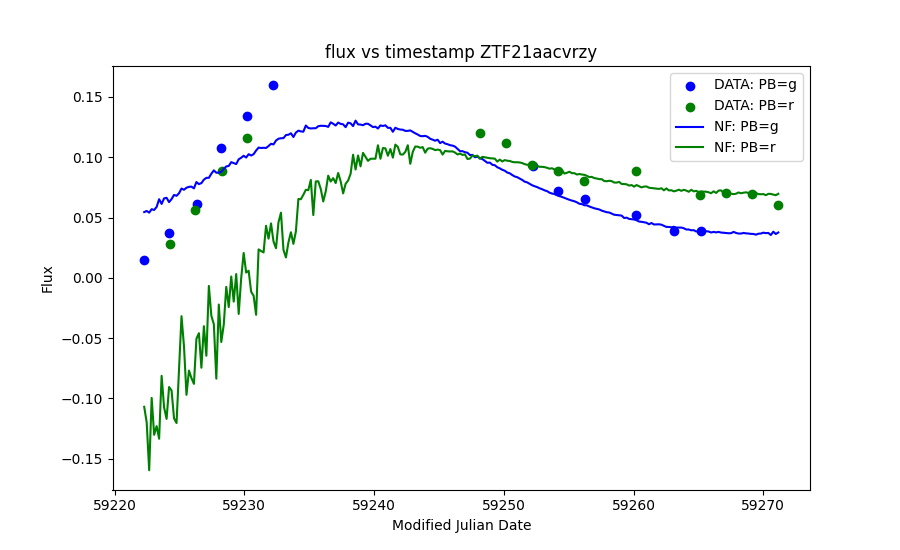 flux vs timestamp ZTF21aacvrzy
DATA: PB=g
DATA: PB=r
NF: PB=g
NF: PB=r
Flux
0.15
0.10
0.05
0.00
−0.05
−0.10
−0.15
59220 59230 59240 59250 59260 59270
Modified Julian Date